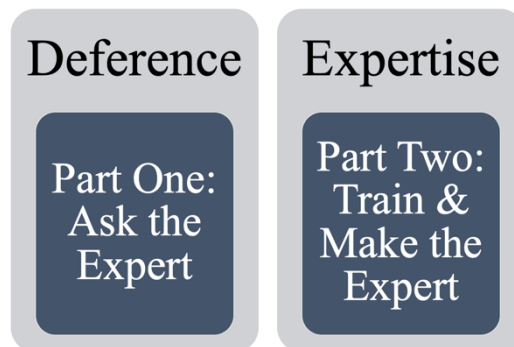 Deference
Part One:
Ask the
Expert
Expertise
Part Two:
Train &
Make the
Expert